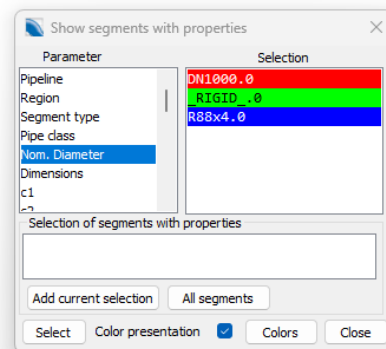 Show segments with properties
Parameter
Selection
Pipeline
Region
Segment type
Pipe class
Nom. Diameter
Dimensions
c1
DN1000.0
_RIGID_.0
R88x4.0
Selection of segments with properties
Add current selection All segments
Select Color presentation Colors Close